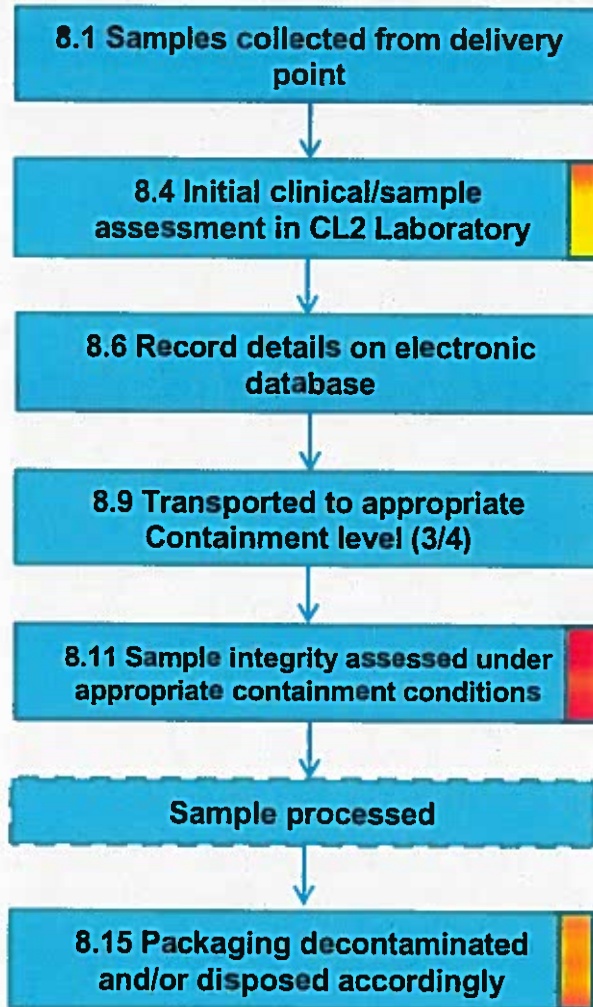 8.1 Samples collected from delivery
point
8.4 Initial clinical/sample
assessment in CL2 Laboratory
8.6 Record details on electronic
database
8.9 Transported to appropriate
Containment level (3/4)
8.11 Sample integrity assessed under
appropriate containment conditions
Sample processed
8.15 Packaging decontaminated
and/or disposed accordingly